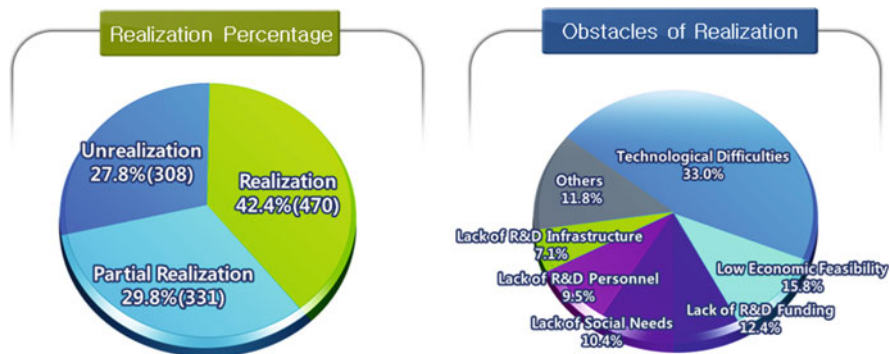 Realization Percentage
Unrealization
27.8%(308)
Realization
42.4%(470)
Partial Realization
29.8%(331)
Obstacles of Realization
Technological Difficulties
33.0%
Others
11.8%
Lack of R&D Infrastructure
7.1%
Low Economic Feasibility
15.8%
Lack of R&D Personnel
9.5%
Lack of R&D Funding
12.4%
Lack of Social Needs
10.4%